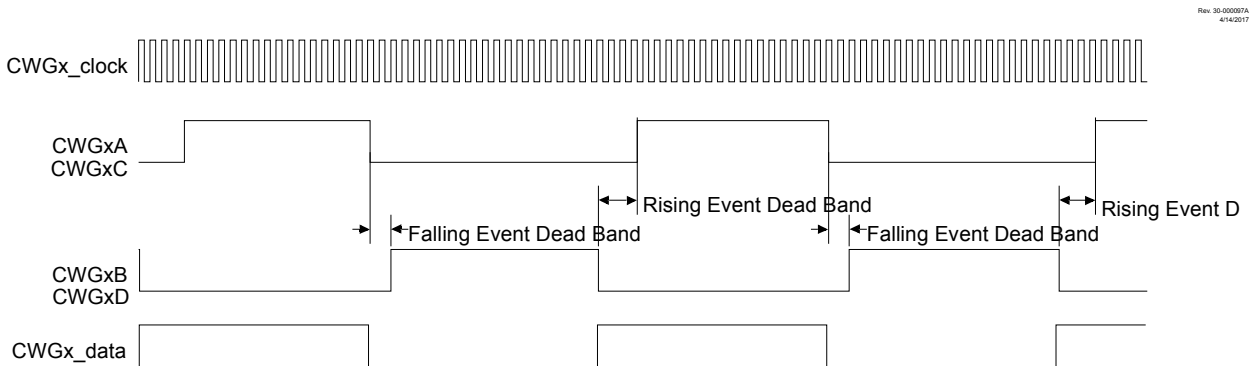 Rev. 30-000097A
4/14/2017
CWGx_clock
CWGxA
CWGxC
Rising Event Dead Band
Rising Event D
Falling Event Dead Band
Falling Event Dead Band
CWGxB
CWGxD
CWGx_data